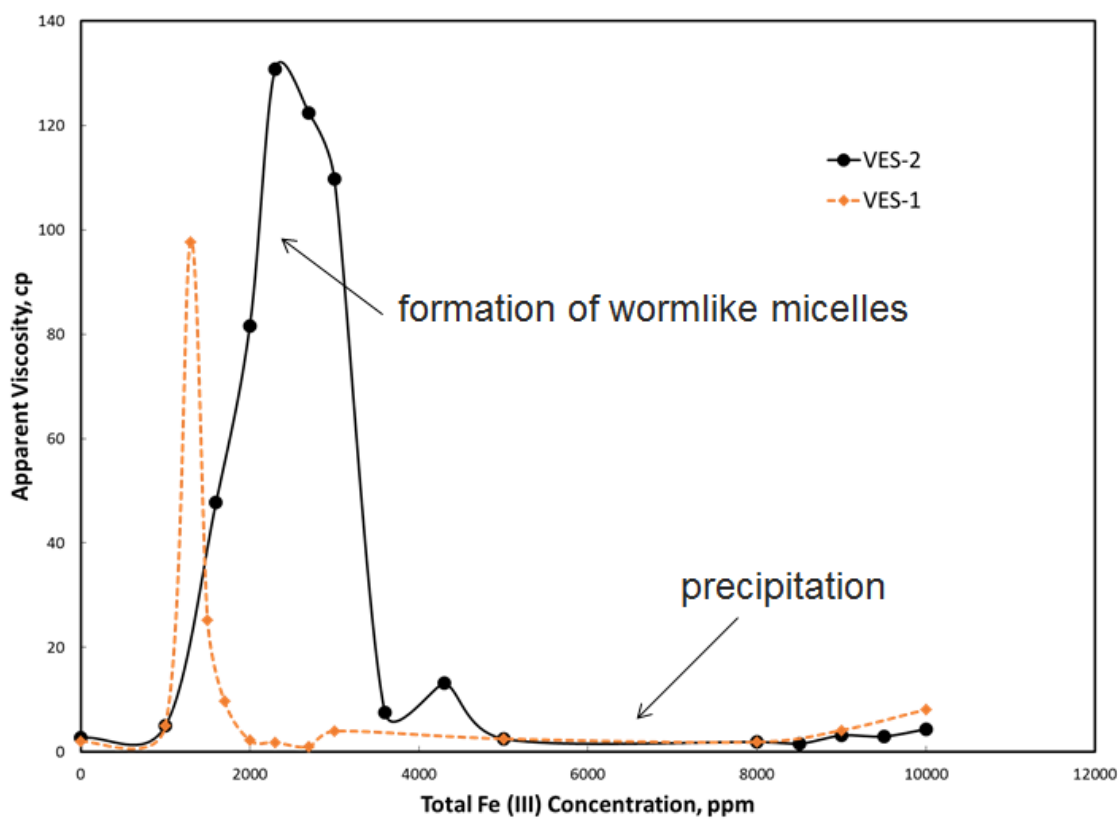 140
120
100
80
60
40
20
0
Apparent Viscosity, cp
VES-2
VES-1
formation of wormlike micelles
precipitation
0 2000 4000 6000 8000 10000 12000
Total Fe (III) Concentration, ppm